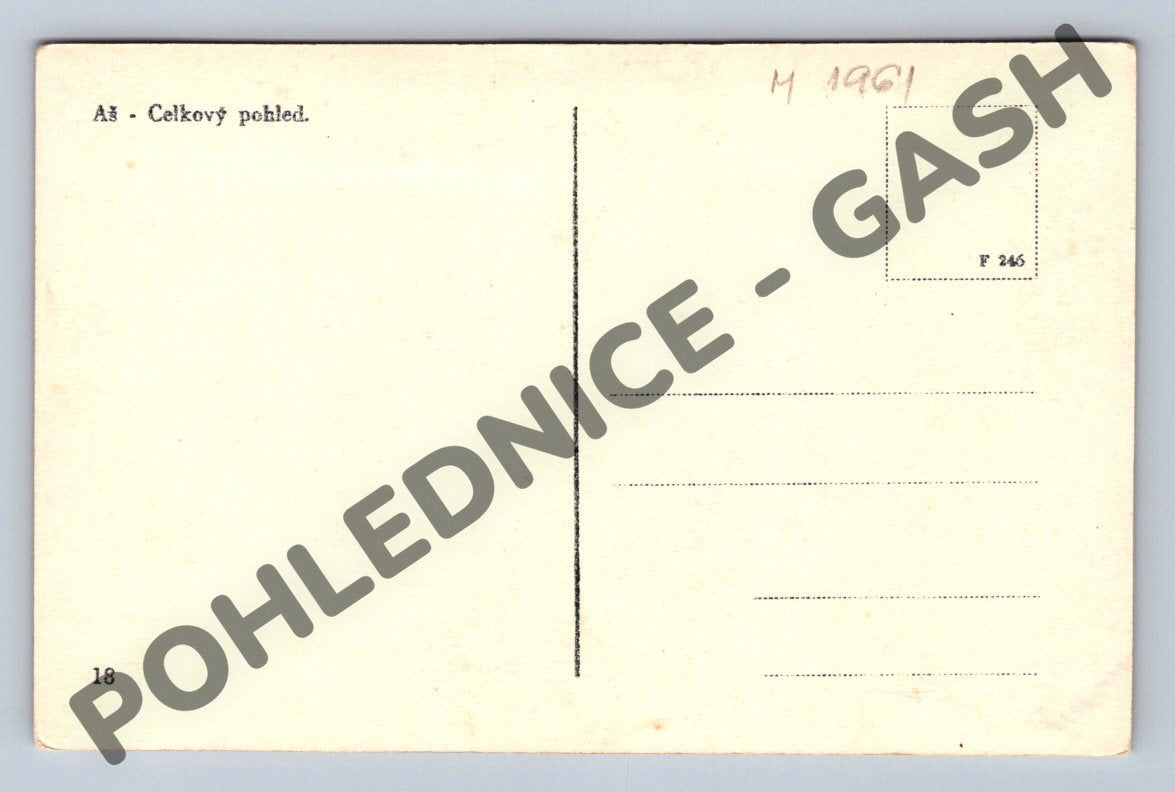 M 1961
Aš - Celkový pohled.
F 246
18
POHLEDNICE - GASH